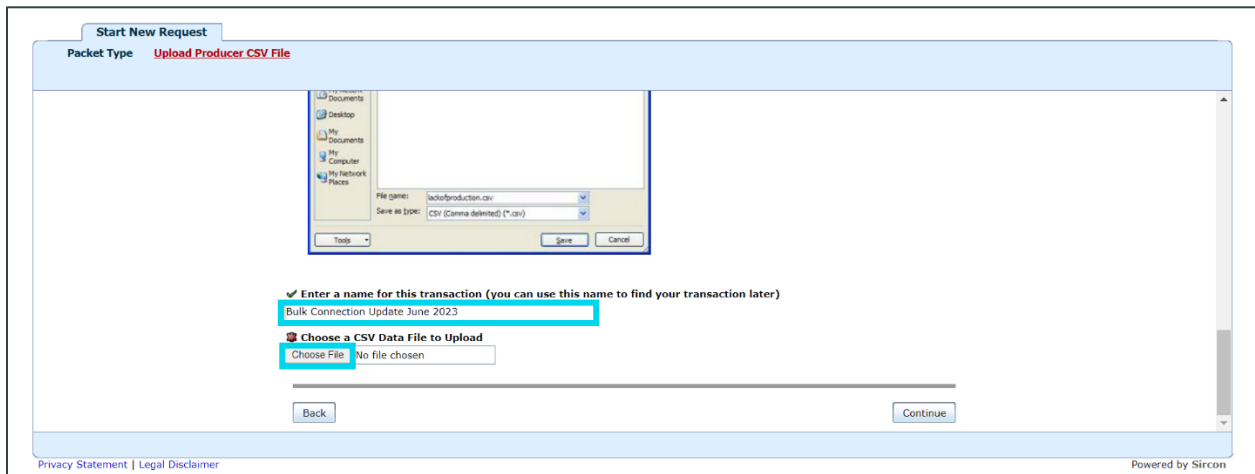 Start New Request
Packet Type Upload Producer CSV File
Documents
Desktop
My Documents
My Computer
My Network Places
File name: lackofproduction.csv
Save as type: CSV (Comma delimited) (*.csv)
Tools Save Cancel
Enter a name for this transaction (you can use this name to find your transaction later)
Bulk Connection Update June 2023
Choose a CSV Data File to Upload
Choose File No file chosen
Back Continue
Privacy Statement | Legal Disclaimer Powered by Sircon